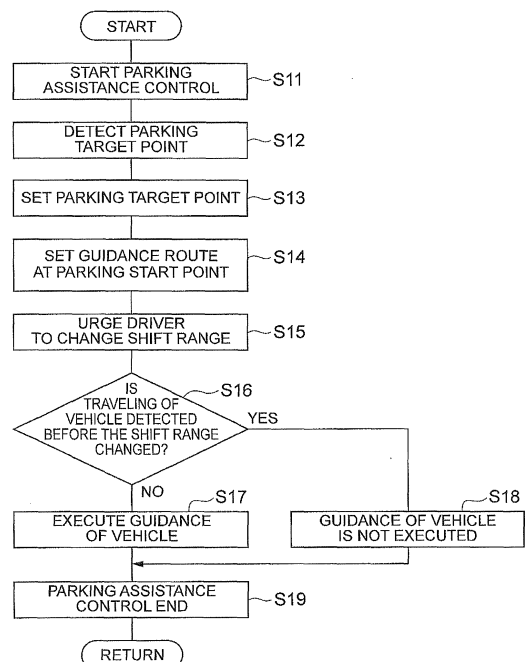 START
START PARKING
ASSISTANCE CONTROL
S11
DETECT PARKING
TARGET POINT
S12
SET PARKING TARGET POINT
S13
SET GUIDANCE ROUTE
AT PARKING START POINT
S14
URGE DRIVER
TO CHANGE SHIFT RANGE
S15
S16
IS
TRAVELING OF
VEHICLE DETECTED
BEFORE THE SHIFT RANGE
CHANGED?
YES
NO
S17
EXECUTE GUIDANCE
OF VEHICLE
S18
GUIDANCE OF VEHICLE
IS NOT EXECUTED
PARKING ASSISTANCE
CONTROL END
S19
RETURN